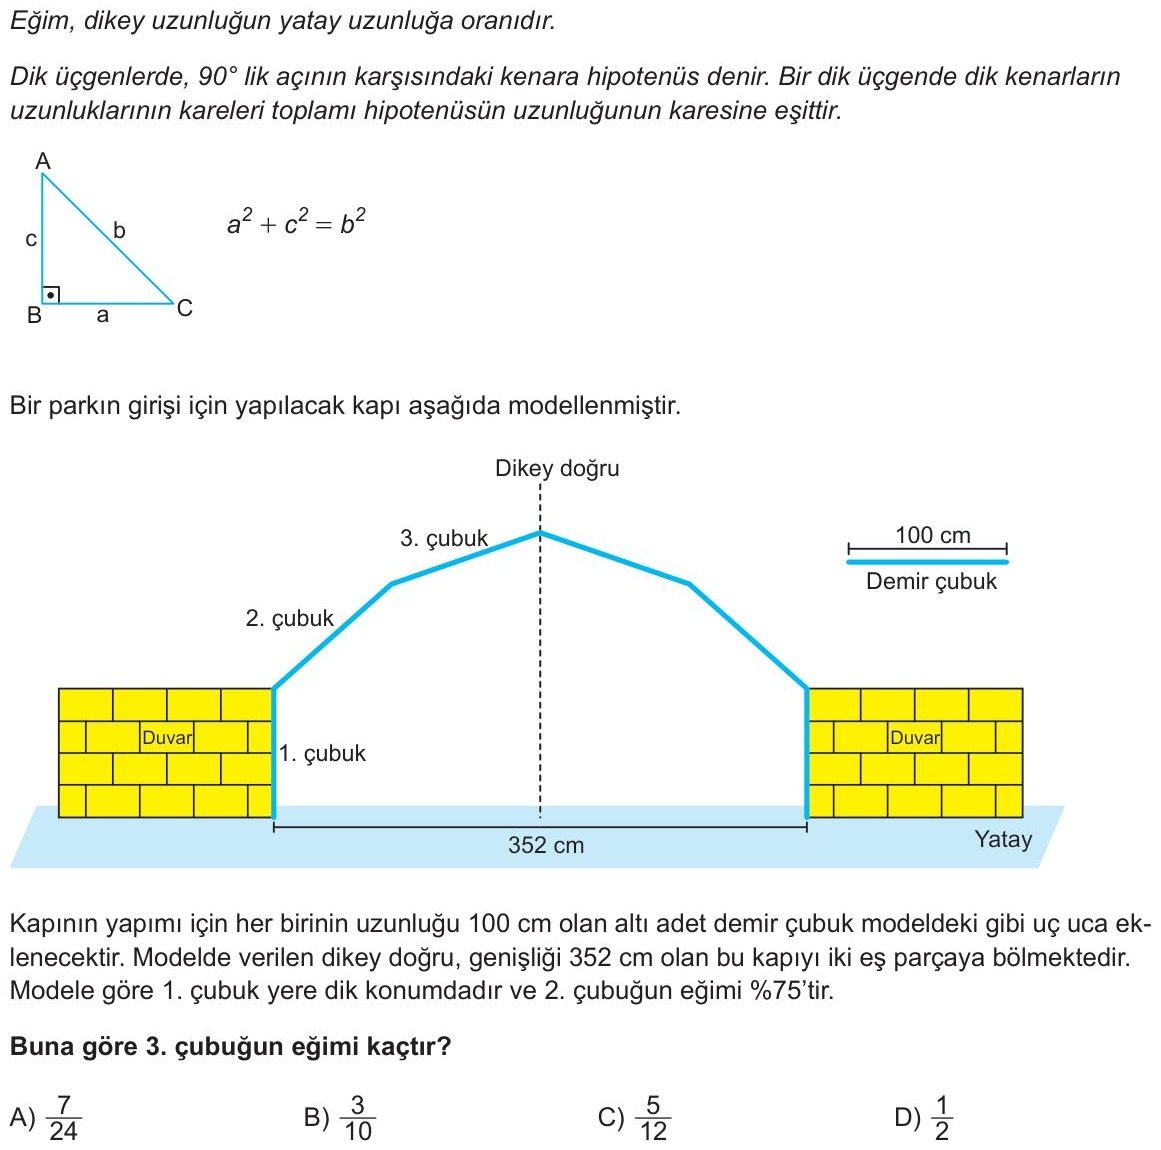 Eğim, dikey uzunluğun yatay uzunluğa oranıdır.
Dik üçgenlerde, 90° lik açının karşısındaki kenara hipotenüs denir. Bir dik üçgende dik kenarların
uzunluklarının kareleri toplamı hipotenüsün uzunluğunun karesine eşittir.
A
c
b
B
a
C
a² + c² = b²
Bir parkın girişi için yapılacak kapı aşağıda modellenmiştir.
Dikey doğru
3. çubuk
100 cm
Demir çubuk
2. çubuk
Duvar
1. çubuk
Duvar
352 cm
Yatay
Kapının yapımı için her birinin uzunluğu 100 cm olan altı adet demir çubuk modeldeki gibi uç uca ek-
lenecektir. Modelde verilen dikey doğru, genişliği 352 cm olan bu kapıyı iki eş parçaya bölmektedir.
Modele göre 1. çubuk yere dik konumdadır ve 2. çubuğun eğimi %75'tir.
Buna göre 3. çubuğun eğimi kaçtır?
A) 7/24 B) 3/10 C) 5/12 D) 1/2